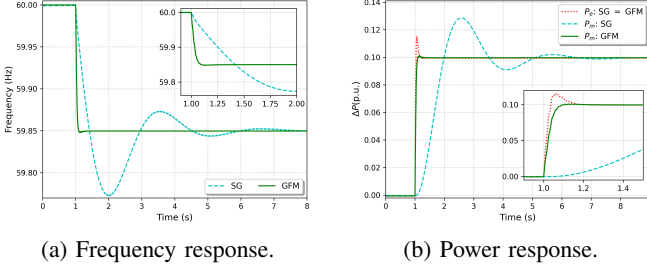 60.00
59.95
59.90
59.85
59.80
Frequency (Hz)
0 1 2 3 4 5 6 7 8
Time (s)
60.0
59.9
59.8
1.00 1.25 1.50 1.75 2.00
SG GFM
(a) Frequency response.
0.14
0.12
0.10
0.08
0.06
0.04
0.02
0.00
ΔP(p.u.)
0 1 2 3 4 5 6 7 8
Time (s)
Pe: SG = GFM
Pm: SG
Pm: GFM
0.10
0.05
0.00
1.0 1.2 1.4
(b) Power response.